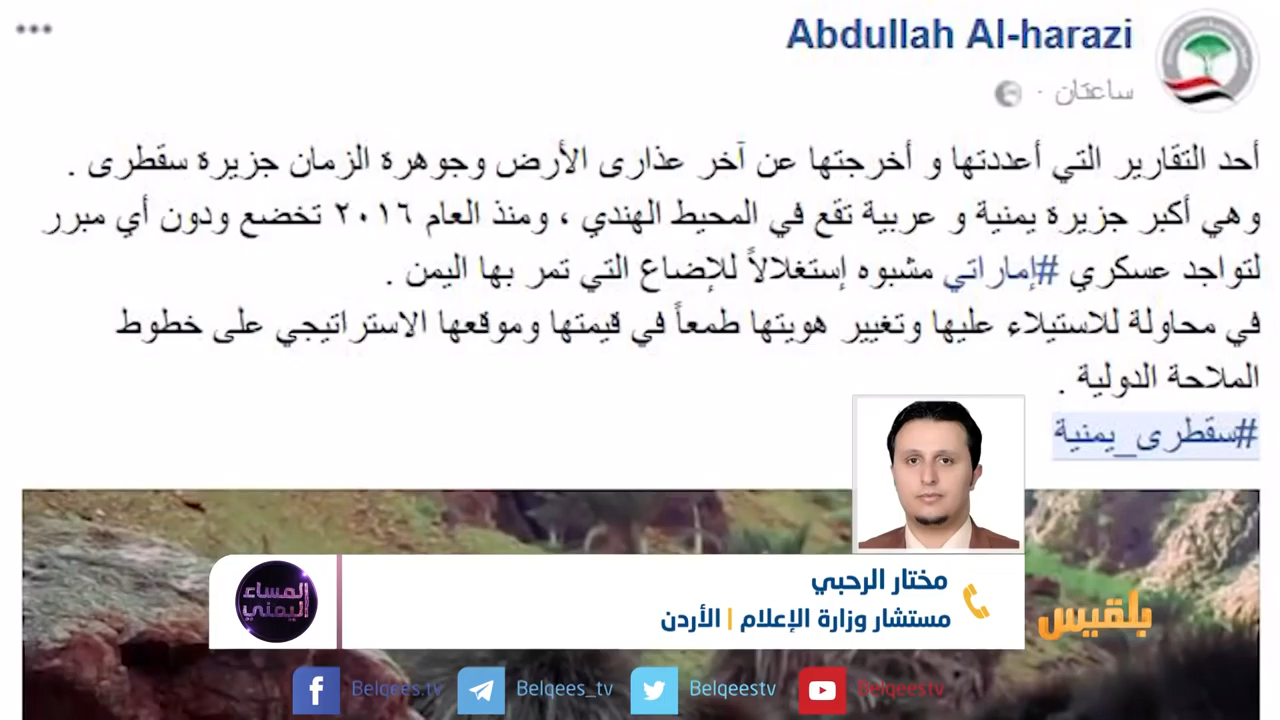 Abdullah Al-harazi
ساعتان ·
أحد التقارير التي أعددتها و أخرجتها عن آخر عذارى الأرض وجوهرة الزمان جزيرة سقطرى .
وهي أكبر جزيرة يمنية و عربية تقع في المحيط الهندي ، ومنذ العام ٢٠١٦ تخضع ودون أي مبرر
لتواجد عسكري #إماراتي مشبوه إستغلالاً للإضاع التي تمر بها اليمن .
في محاولة للاستيلاء عليها وتغيير هويتها طمعاً في قيمتها وموقعها الاستراتيجي على خطوط
الملاحة الدولية .
#سقطرى_يمنية
مختار الرحبي
مستشار وزارة الإعلام | الأردن
المساء
اليمني
بلقيس
Belqees.tv
Belqees_tv
Belqeestv
Belqeestv